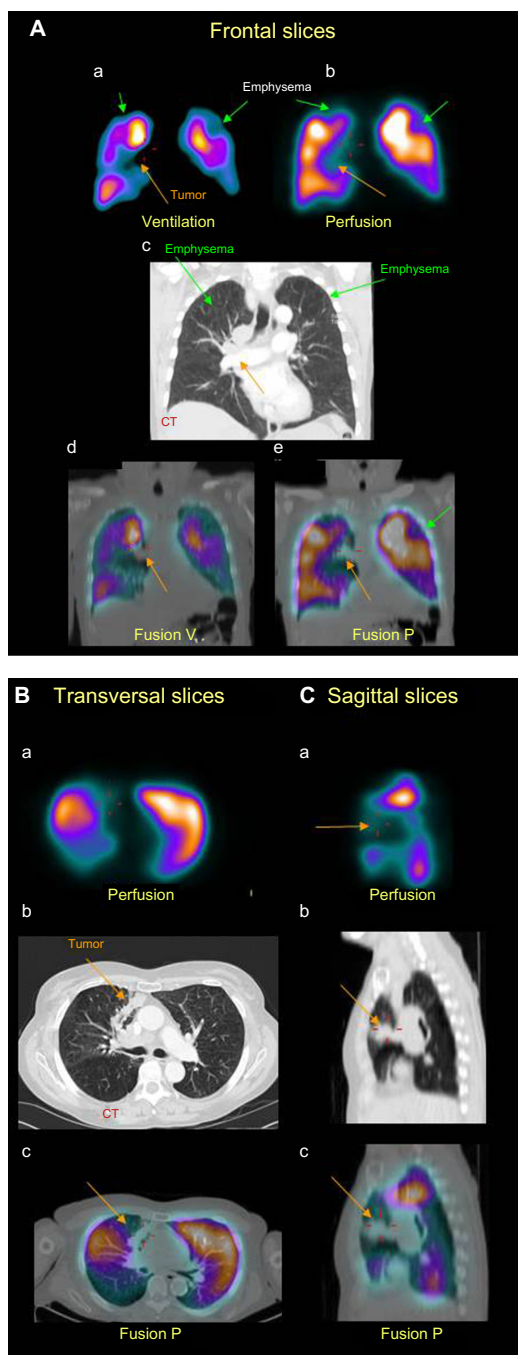 A Frontal slices
a
b
Emphysema
Tumor
Ventilation
Perfusion
c
Emphysema
Emphysema
CT
d
e
Fusion V
Fusion P
B Transversal slices
C Sagittal slices
a
a
Perfusion
Perfusion
b
b
Tumor
CT
c
c
Fusion P
Fusion P